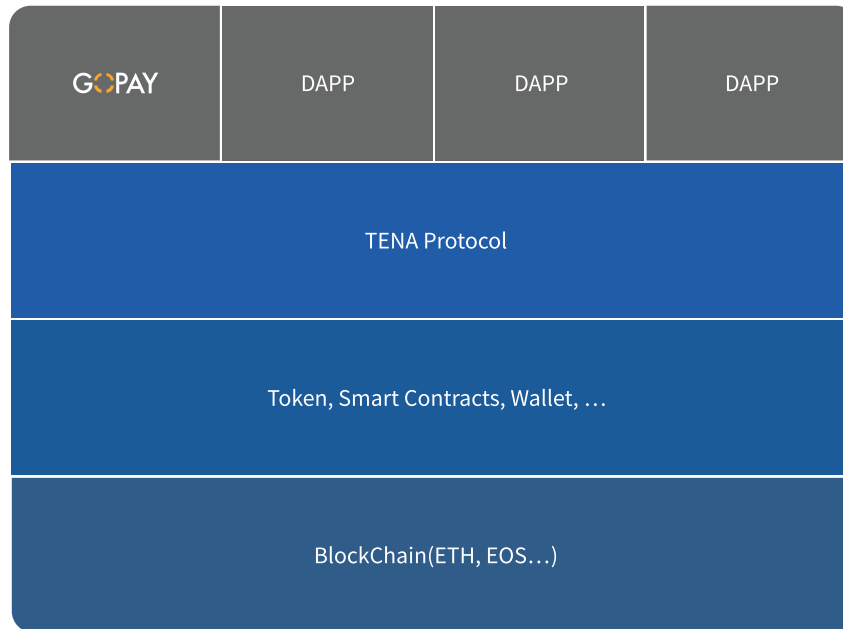 GOPAY
DAPP
DAPP
DAPP
TENA Protocol
Token, Smart Contracts, Wallet, …
BlockChain(ETH, EOS…)